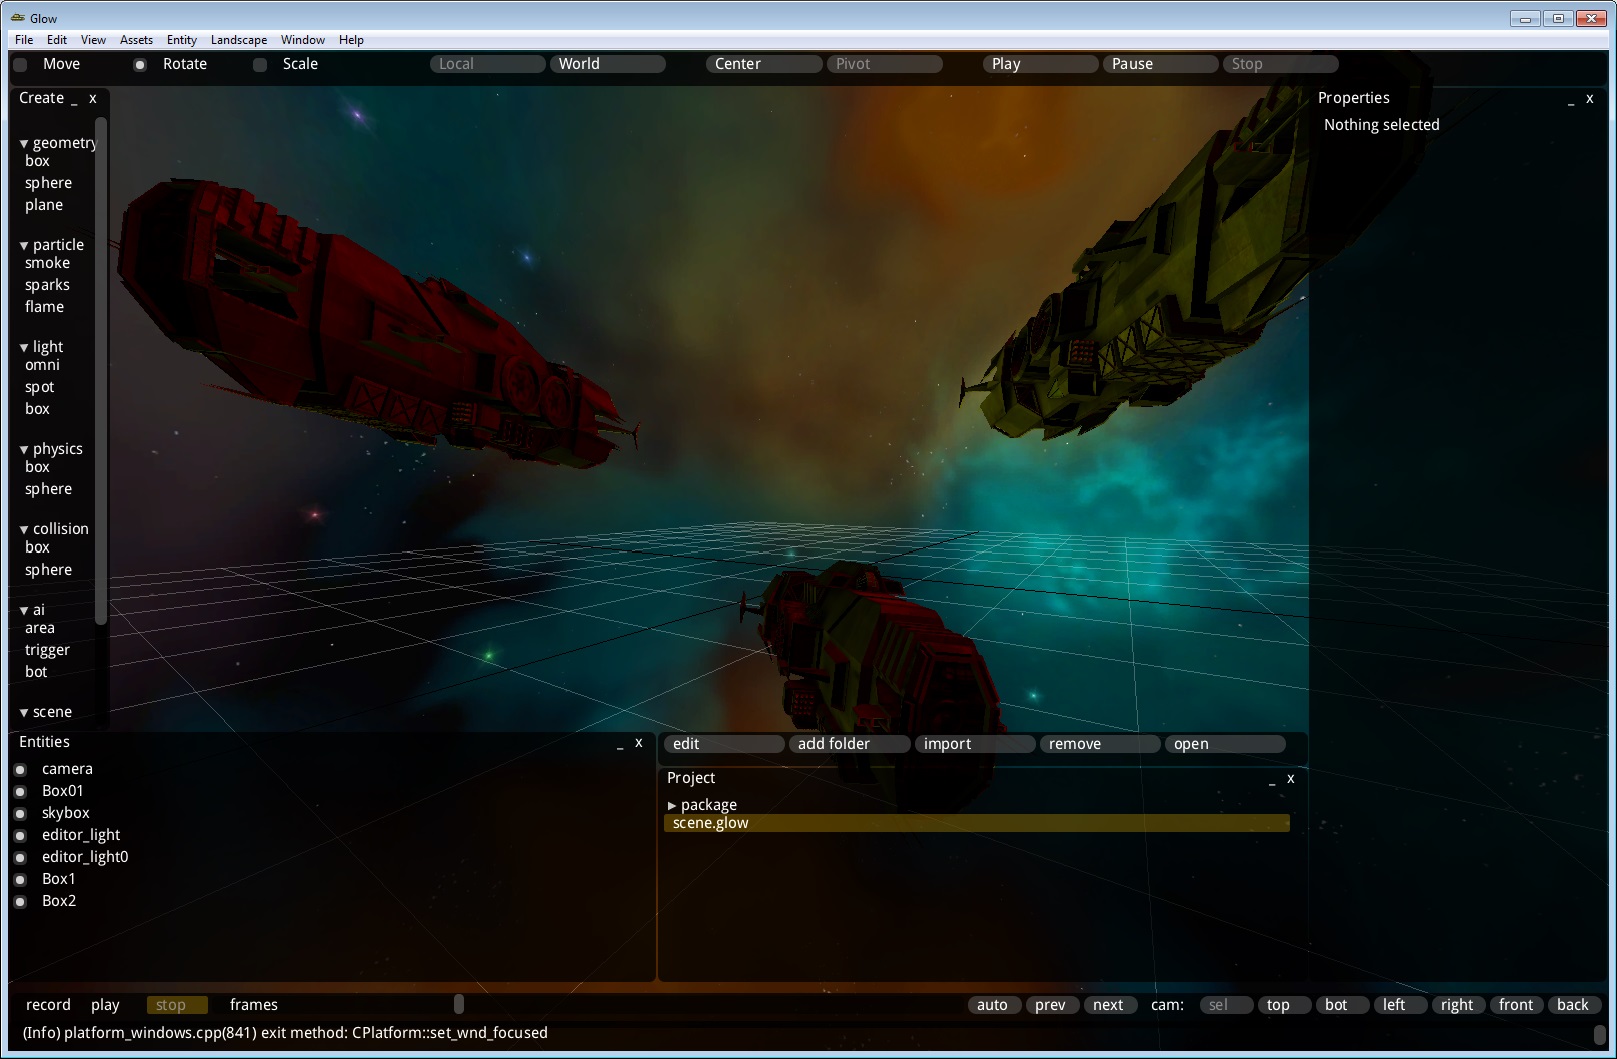 Glow
File Edit View Assets Entity Landscape Window Help
Move Rotate Scale Local World Center Pivot Play Pause Stop
Create _ x
geometry
box
sphere
plane
particle
smoke
sparks
flame
light
omni
spot
box
physics
box
sphere
collision
box
sphere
ai
area
trigger
bot
scene
Properties _ x
Nothing selected
Entities _ x
camera
Box01
skybox
editor_light
editor_light0
Box1
Box2
edit add folder import remove open
Project _ x
package
scene.glow
record play stop frames auto prev next cam: sel top bot left right front back
(Info) platform_windows.cpp(841) exit method: CPlatform::set_wnd_focused